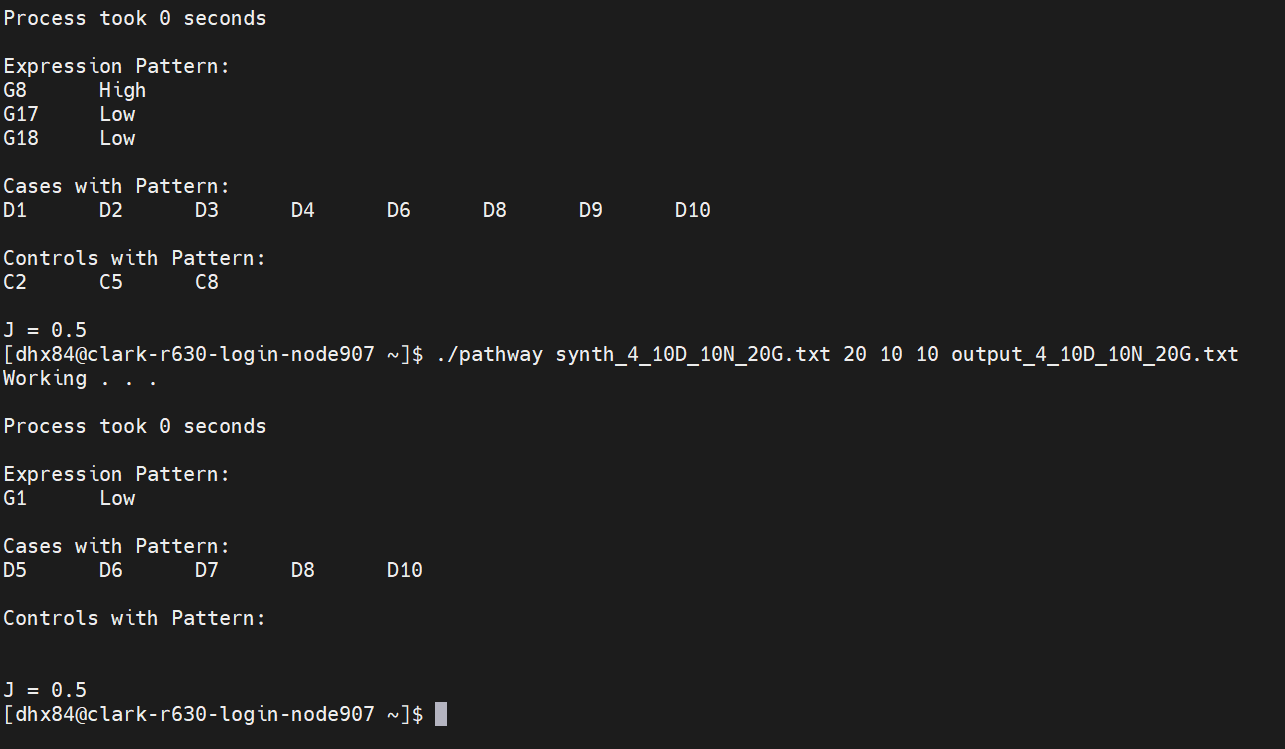 Process took 0 seconds
Expression Pattern:
G8 High
G17 Low
G18 Low
Cases with Pattern:
D1 D2 D3 D4 D6 D8 D9 D10
Controls with Pattern:
C2 C5 C8
J = 0.5
[dhx84@clark-r630-login-node907 ~]$ ./pathway synth_4_10D_10N_20G.txt 20 10 10 output_4_10D_10N_20G.txt
Working . . .
Process took 0 seconds
Expression Pattern:
G1 Low
Cases with Pattern:
D5 D6 D7 D8 D10
Controls with Pattern:
J = 0.5
[dhx84@clark-r630-login-node907 ~]$